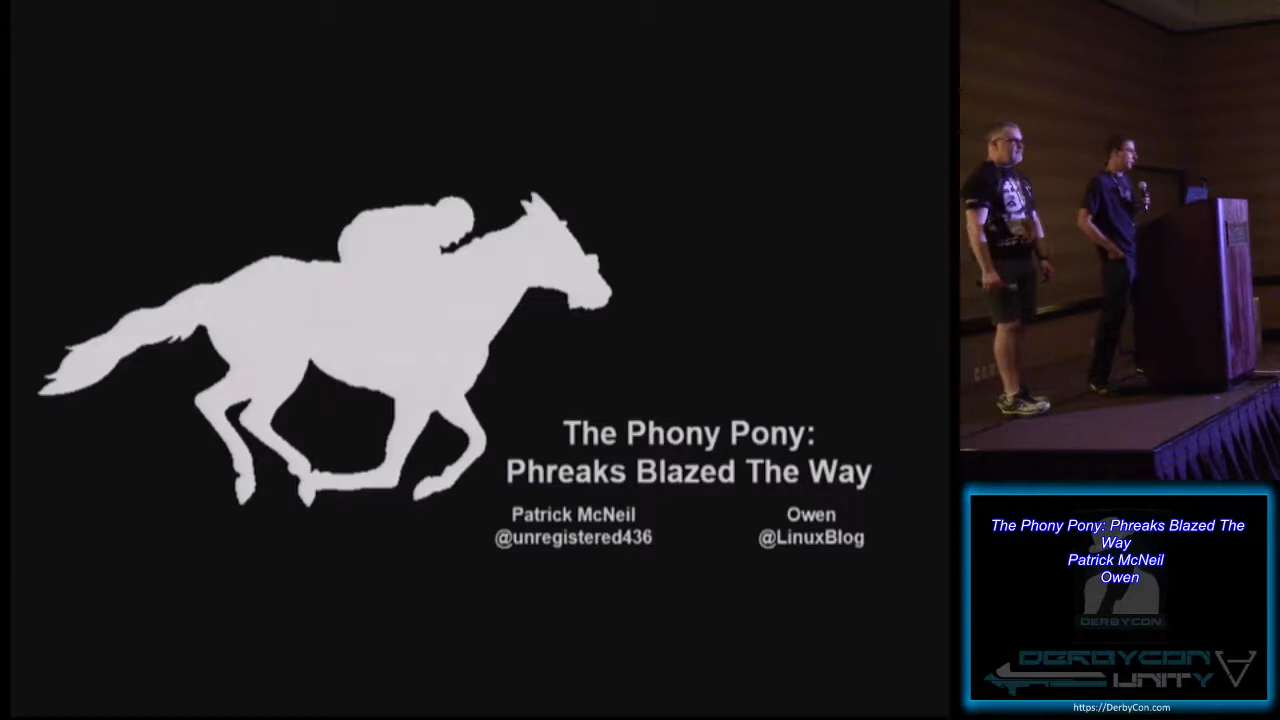 The Phony Pony:
Phreaks Blazed The Way
Patrick McNeil
Owen
@unregistered436
@LinuxBlog
The Phony Pony: Phreaks Blazed The
Way
Patrick McNeil
Owen
DERBYCON
DERBYCON
UNITY
https://DerbyCon.com